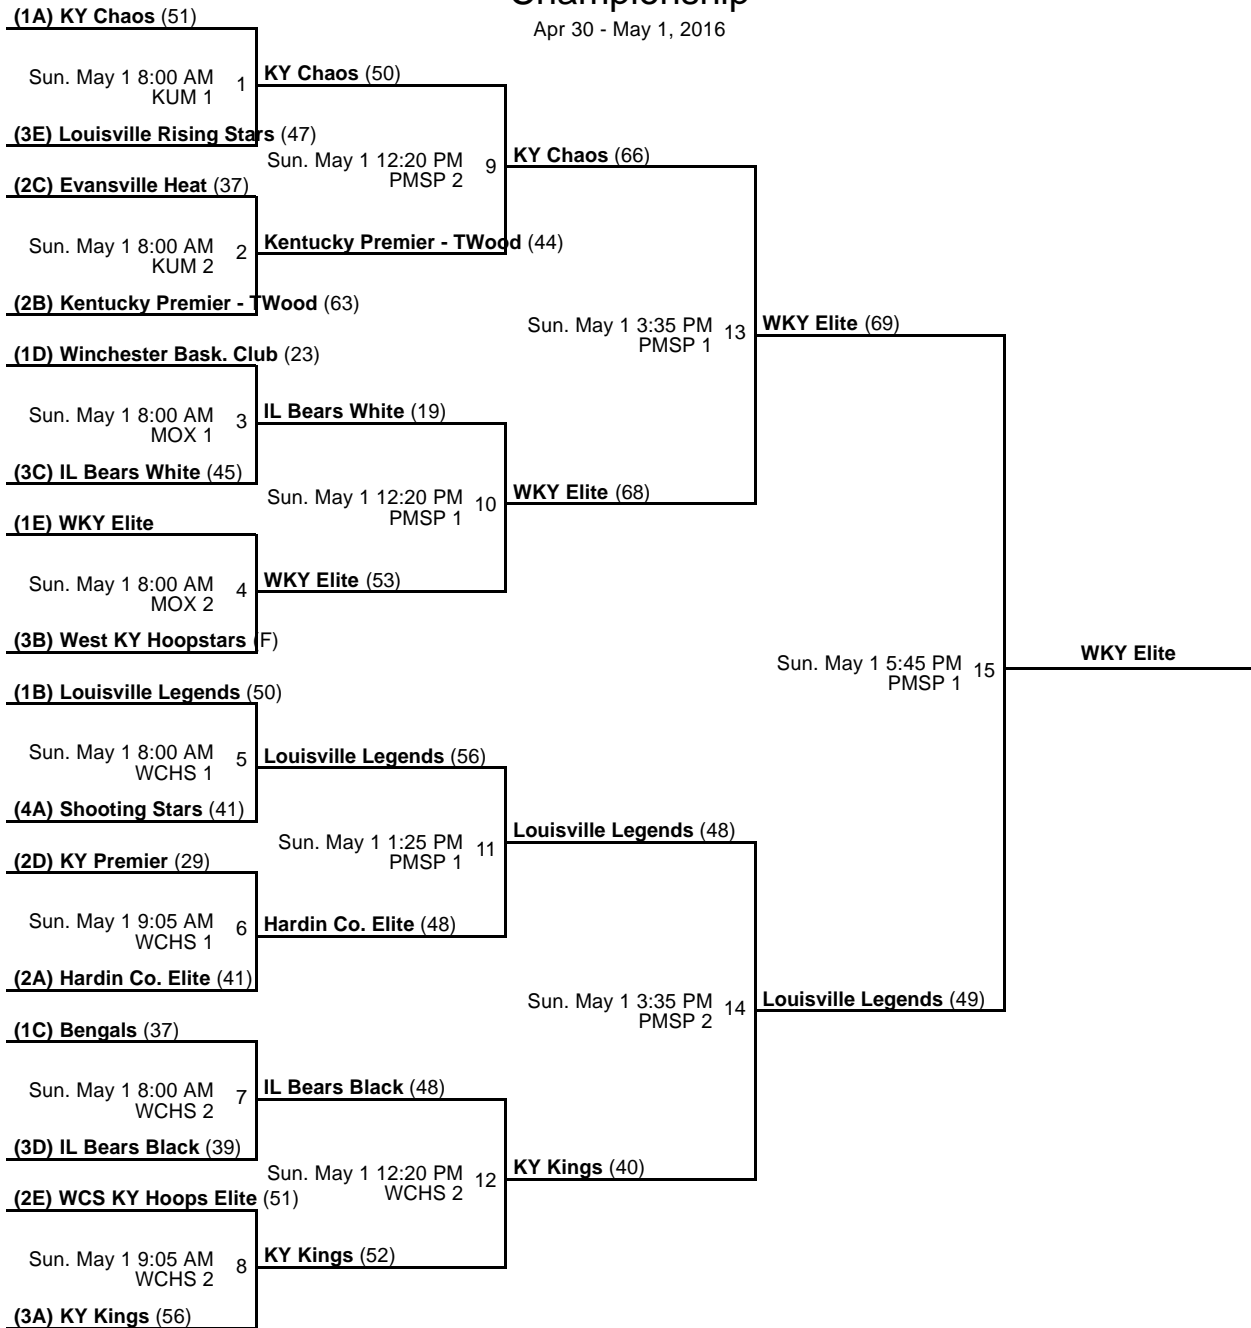 Championship
Apr 30 - May 1, 2016
(1A) KY Chaos (51)
Sun. May 1 8:00 AM 1
KUM 1
(3E) Louisville Rising Stars (47)
(2C) Evansville Heat (37)
Sun. May 1 8:00 AM 2
KUM 2
(2B) Kentucky Premier - TWood (63)
(1D) Winchester Bask. Club (23)
Sun. May 1 8:00 AM 3
MOX 1
(3C) IL Bears White (45)
(1E) WKY Elite
Sun. May 1 8:00 AM 4
MOX 2
(3B) West KY Hoopstars (F)
(1B) Louisville Legends (50)
Sun. May 1 8:00 AM 5
WCHS 1
(4A) Shooting Stars (41)
(2D) KY Premier (29)
Sun. May 1 9:05 AM 6
WCHS 1
(2A) Hardin Co. Elite (41)
(1C) Bengals (37)
Sun. May 1 8:00 AM 7
WCHS 2
(3D) IL Bears Black (39)
(2E) WCS KY Hoops Elite (51)
Sun. May 1 9:05 AM 8
WCHS 2
(3A) KY Kings (56)
KY Chaos (50)
Sun. May 1 12:20 PM 9
PMSP 2
Kentucky Premier - TWood (44)
IL Bears White (19)
Sun. May 1 12:20 PM 10
PMSP 1
WKY Elite (53)
Louisville Legends (56)
Sun. May 1 1:25 PM 11
PMSP 1
Hardin Co. Elite (48)
IL Bears Black (48)
Sun. May 1 12:20 PM 12
WCHS 2
KY Kings (52)
KY Chaos (66)
Sun. May 1 3:35 PM 13
PMSP 1
WKY Elite (68)
Louisville Legends (48)
Sun. May 1 3:35 PM 14
PMSP 2
KY Kings (40)
WKY Elite (69)
Sun. May 1 5:45 PM 15
PMSP 1
Louisville Legends (49)
WKY Elite